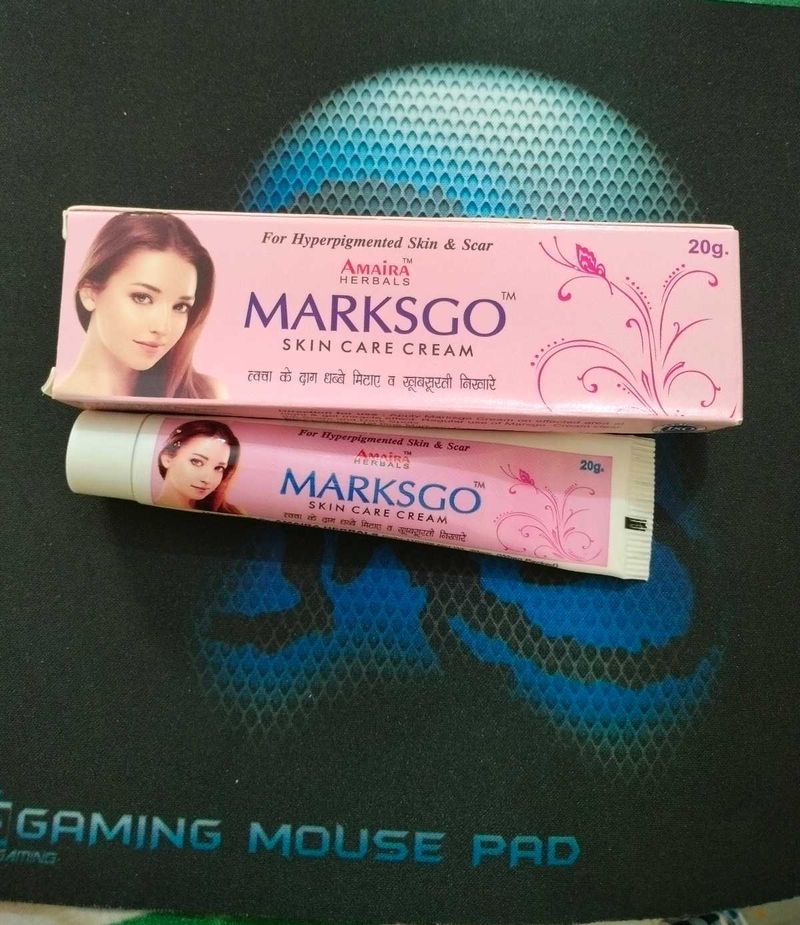 For Hyperpigmented Skin & Scar
20g.
AMAIRA™
HERBALS
MARKSGO™
SKIN CARE CREAM
त्वचा के दाग धब्बे मिटाए व खूबसूरती निखारे
For Hyperpigmented Skin & Scar
20g.
AMAIRA™
HERBALS
MARKSGO™
SKIN CARE CREAM
त्वचा के दाग धब्बे मिटाए व खूबसूरती निखारे
GAMING MOUSE PAD
GAMING